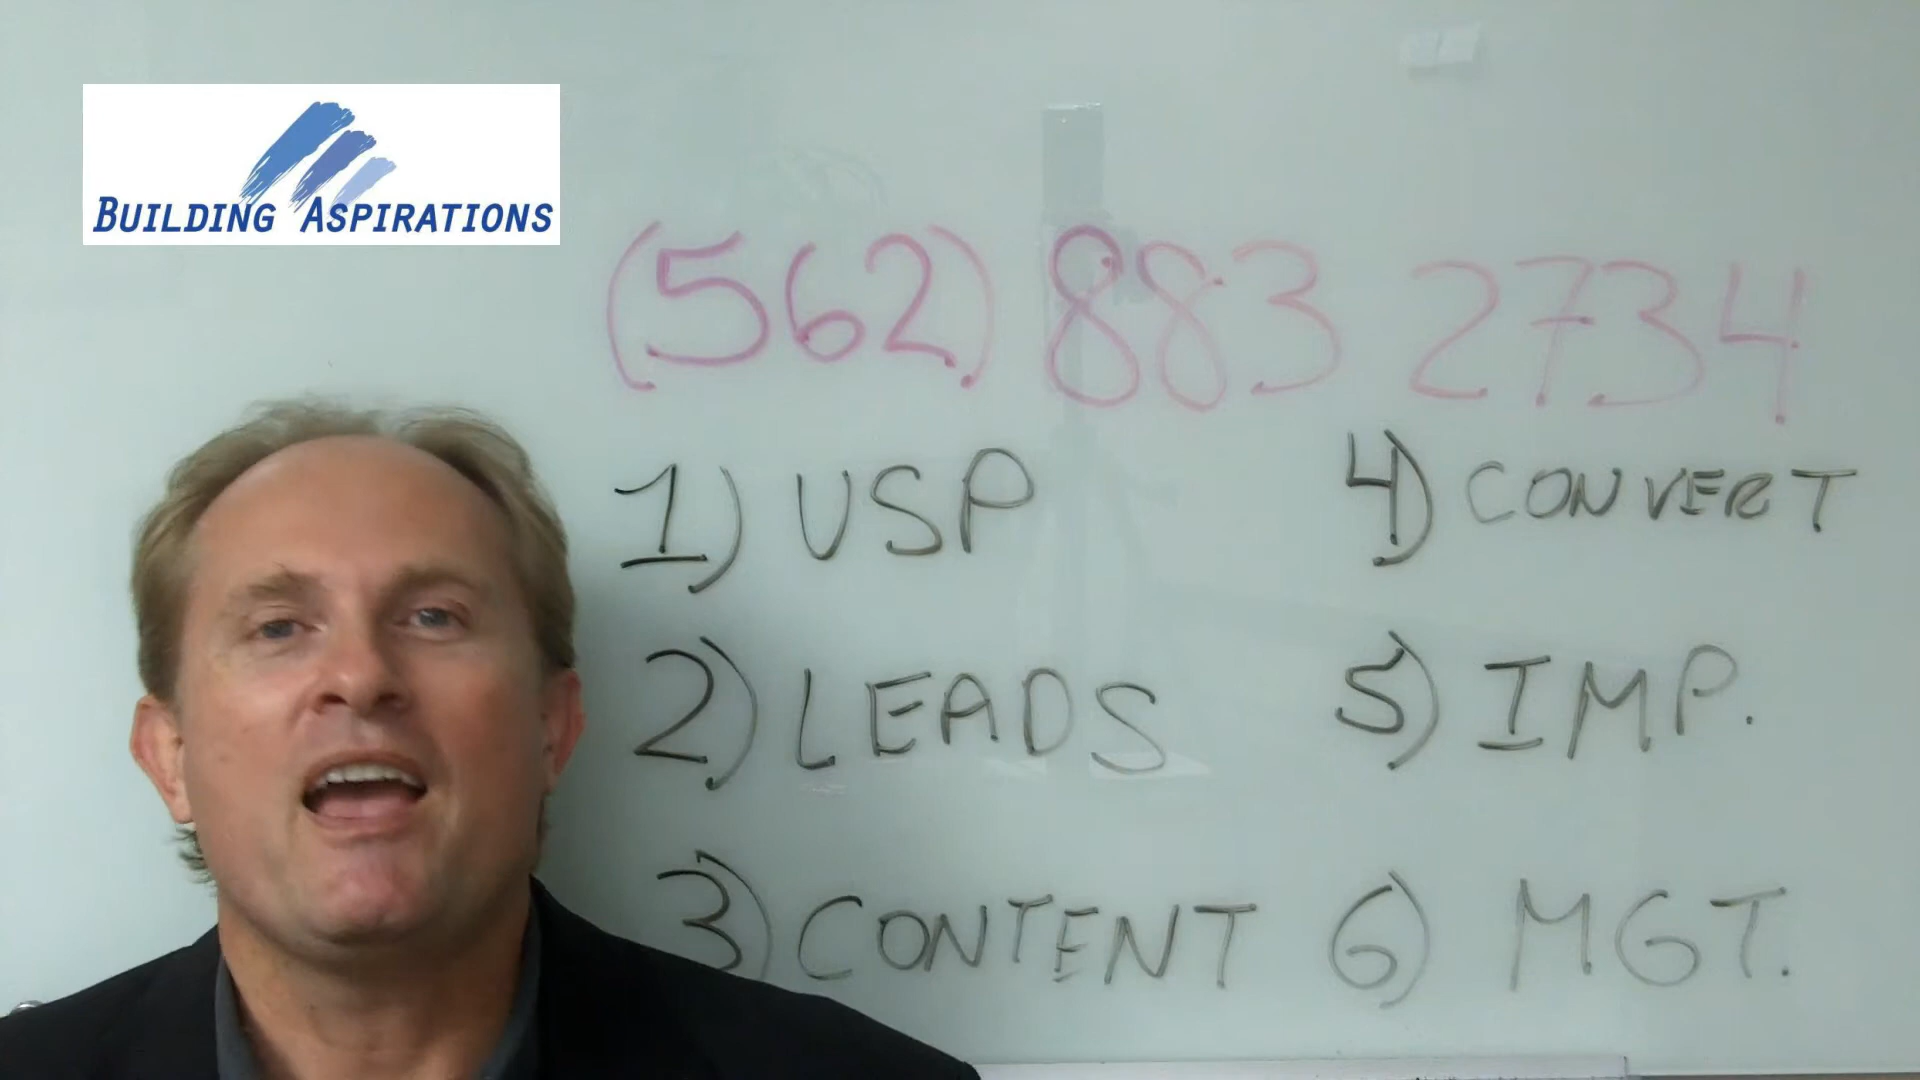 BUILDING ASPIRATIONS
(562) 883 2734
1) USP
2) LEADS
3) CONTENT
4) CONVERT
5) IMP.
6) MGT.